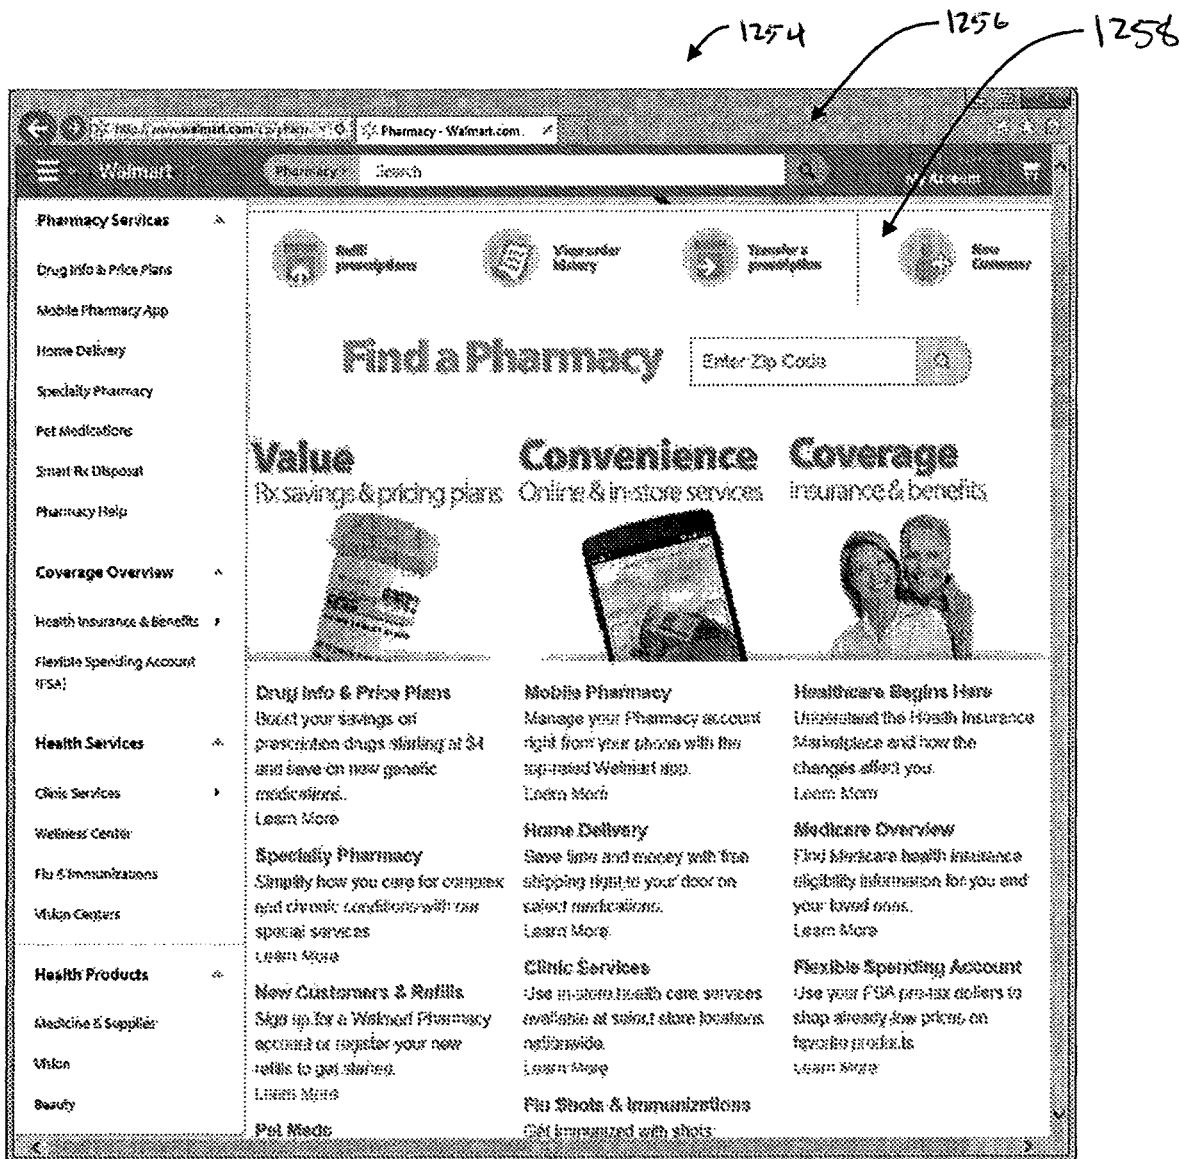 1254
1256
1258
Pharmacy - Walmart.com
Walmart
Pharmacy
Search
My Account
Refill prescriptions
View order history
Transfer a prescription
New Customer
Pharmacy Services
Drug Info & Price Plans
Mobile Pharmacy App
Home Delivery
Specialty Pharmacy
Pet Medications
Smart Rx Disposal
Pharmacy Help
Coverage Overview
Health Insurance & Benefits
Flexible Spending Account
(FSA)
Health Services
Clinic Services
Wellness Center
Flu & Immunizations
Vision Centers
Health Products
Medicine & Supplier
Vision
Beauty
Find a Pharmacy
Enter Zip Code
Value
Rx savings & pricing plans
Drug Info & Price Plans
Boost your savings on
prescription drugs starting at $4
and save on new generic
medications.
Learn More
Specialty Pharmacy
Simplify how you care for complex
and chronic conditions with our
special services
Learn More
New Customers & Refills
Sign up for a Walmart Pharmacy
account or register your new
refills to get started.
Learn More
Pet Meds
Convenience
Online & in-store services
Mobile Pharmacy
Manage your Pharmacy account
right from your phone with the
top-rated Walmart app.
Learn More
Home Delivery
Save time and money with free
shipping right to your door on
select medications.
Learn More
Clinic Services
Use in-store health care services
available at select store locations
nationwide.
Learn More
Flu Shots & Immunizations
Get immunized with shots
Coverage
insurance & benefits
Healthcare Begins Here
Understand the Health Insurance
Marketplace and how the
changes affect you.
Learn More
Medicare Overview
Find Medicare health insurance
eligibility information for you and
your loved ones.
Learn More
Flexible Spending Account
Use your FSA pre-tax dollars to
shop already low prices on
favorite products
Learn More